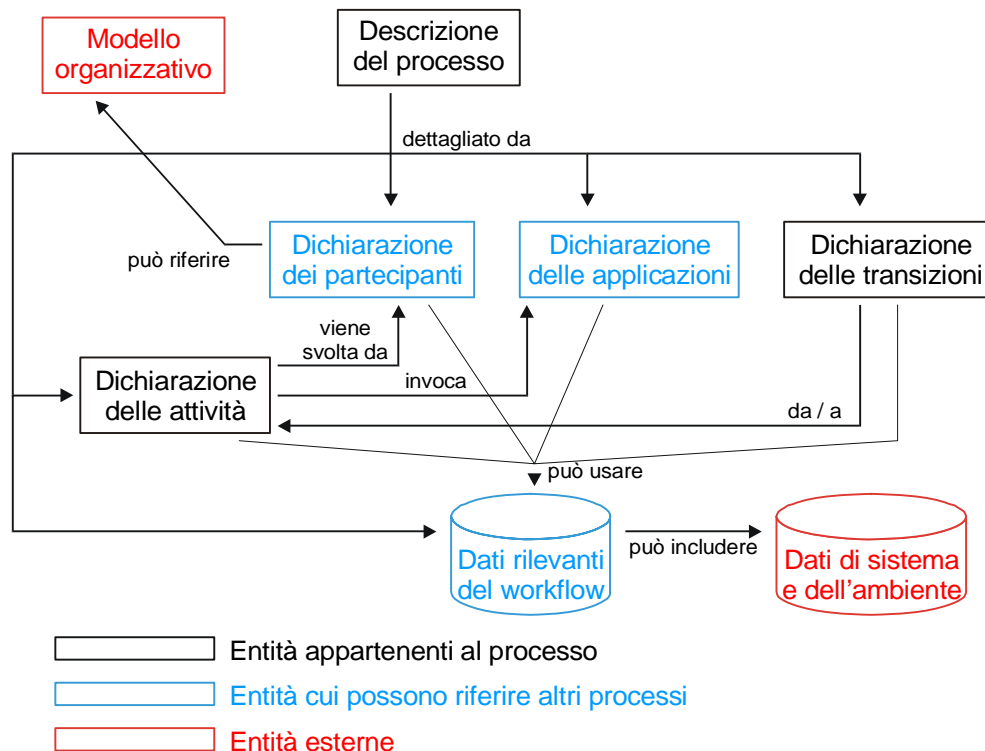 Modello
organizzativo
Descrizione
del processo
dettagliato da
può riferire
Dichiarazione
dei partecipanti
Dichiarazione
delle applicazioni
Dichiarazione
delle transizioni
viene
svolta da
invoca
Dichiarazione
delle attività
da / a
può usare
Dati rilevanti
del workflow
può includere
Dati di sistema
e dell'ambiente
Entità appartenenti al processo
Entità cui possono riferire altri processi
Entità esterne